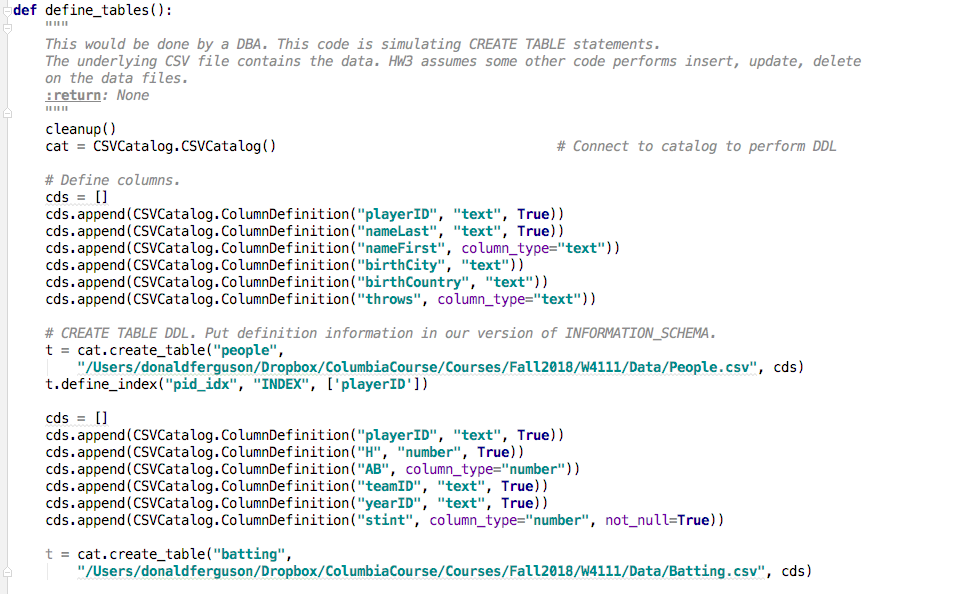 def define_tables():
    """
    This would be done by a DBA. This code is simulating CREATE TABLE statements.
    The underlying CSV file contains the data. HW3 assumes some other code performs insert, update, delete
    on the data files.
    :return: None
    """
    cleanup()
    cat = CSVCatalog.CSVCatalog()                                   # Connect to catalog to perform DDL

    # Define columns.
    cds = []
    cds.append(CSVCatalog.ColumnDefinition("playerID", "text", True))
    cds.append(CSVCatalog.ColumnDefinition("nameLast", "text", True))
    cds.append(CSVCatalog.ColumnDefinition("nameFirst", column_type="text"))
    cds.append(CSVCatalog.ColumnDefinition("birthCity", "text"))
    cds.append(CSVCatalog.ColumnDefinition("birthCountry", "text"))
    cds.append(CSVCatalog.ColumnDefinition("throws", column_type="text"))

    # CREATE TABLE DDL. Put definition information in our version of INFORMATION_SCHEMA.
    t = cat.create_table("people",
        "/Users/donaldferguson/Dropbox/ColumbiaCourse/Courses/Fall2018/W4111/Data/People.csv", cds)
    t.define_index("pid_idx", "INDEX", ['playerID'])

    cds = []
    cds.append(CSVCatalog.ColumnDefinition("playerID", "text", True))
    cds.append(CSVCatalog.ColumnDefinition("H", "number", True))
    cds.append(CSVCatalog.ColumnDefinition("AB", column_type="number"))
    cds.append(CSVCatalog.ColumnDefinition("teamID", "text", True))
    cds.append(CSVCatalog.ColumnDefinition("yearID", "text", True))
    cds.append(CSVCatalog.ColumnDefinition("stint", column_type="number", not_null=True))

    t = cat.create_table("batting",
        "/Users/donaldferguson/Dropbox/ColumbiaCourse/Courses/Fall2018/W4111/Data/Batting.csv", cds)